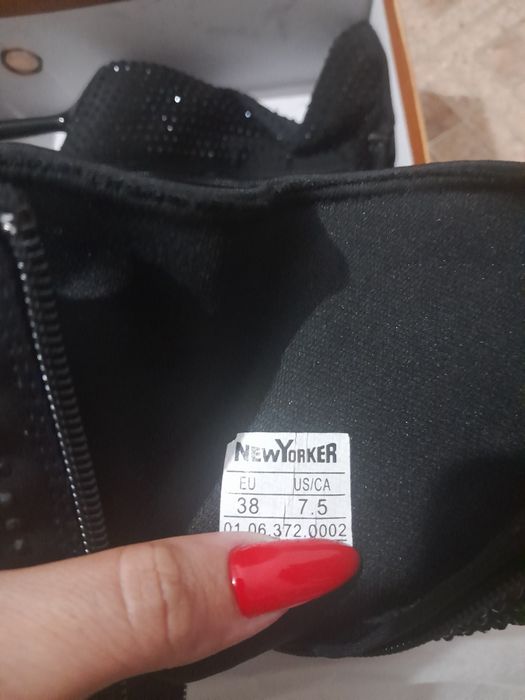 NEWYORKER
EU US/CA
38 7.5
01.06.372.0002